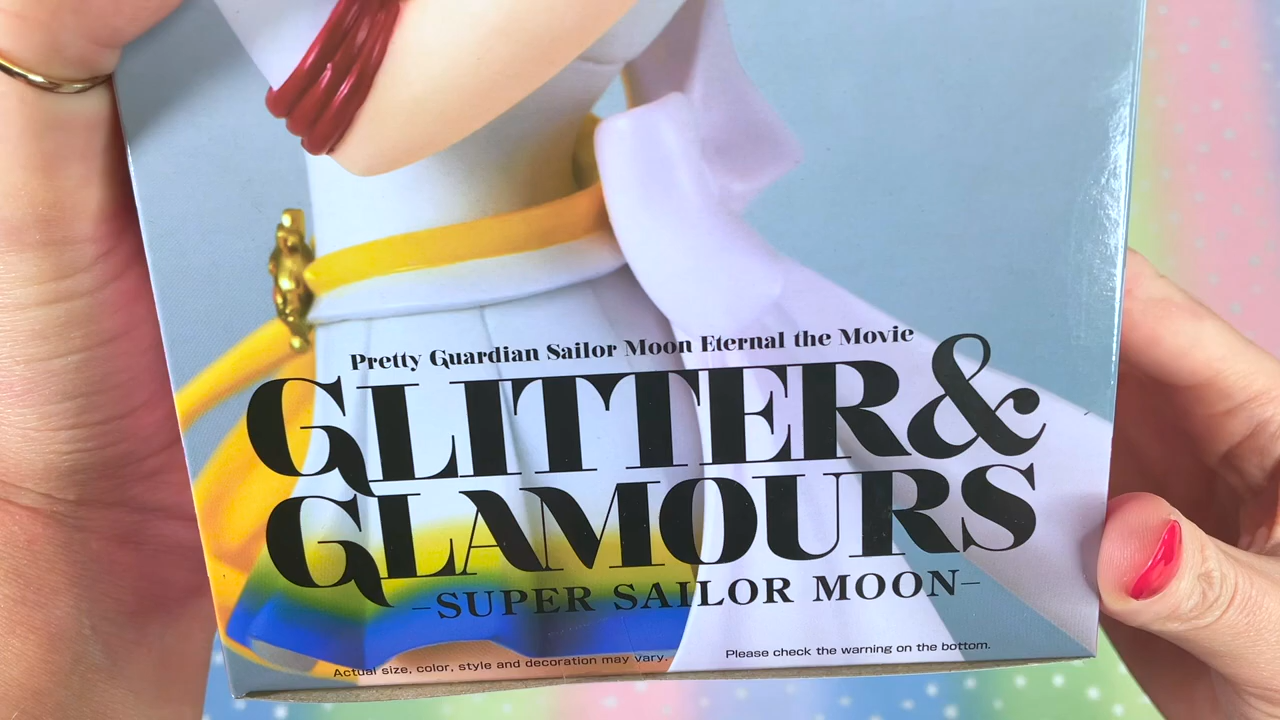 Pretty Guardian Sailor Moon Eternal the Movie
GLITTER&
GLAMOURS
–SUPER SAILOR MOON–
Actual size, color, style and decoration may vary.
Please check the warning on the bottom.